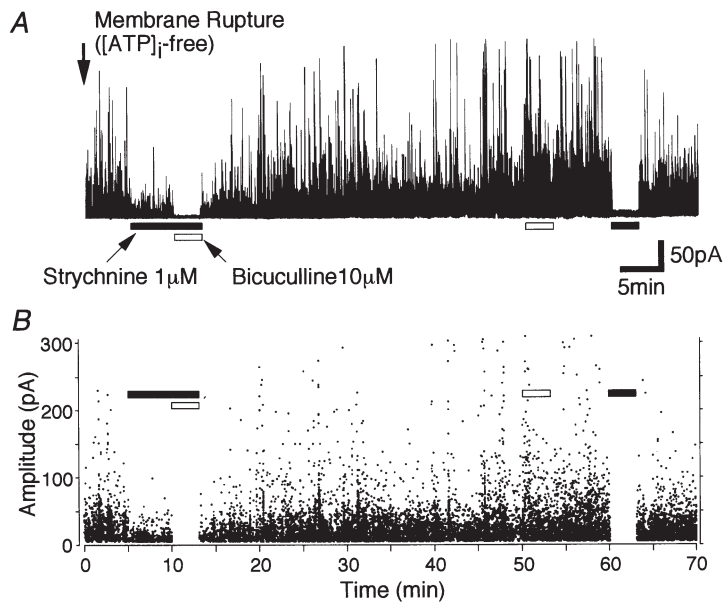 A
Membrane Rupture
([ATP]i-free)
Strychnine 1μM
Bicuculline10μM
50pA
5min
B
Amplitude (pA)
300
200
100
0
0 10 20 30 40 50 60 70
Time (min)